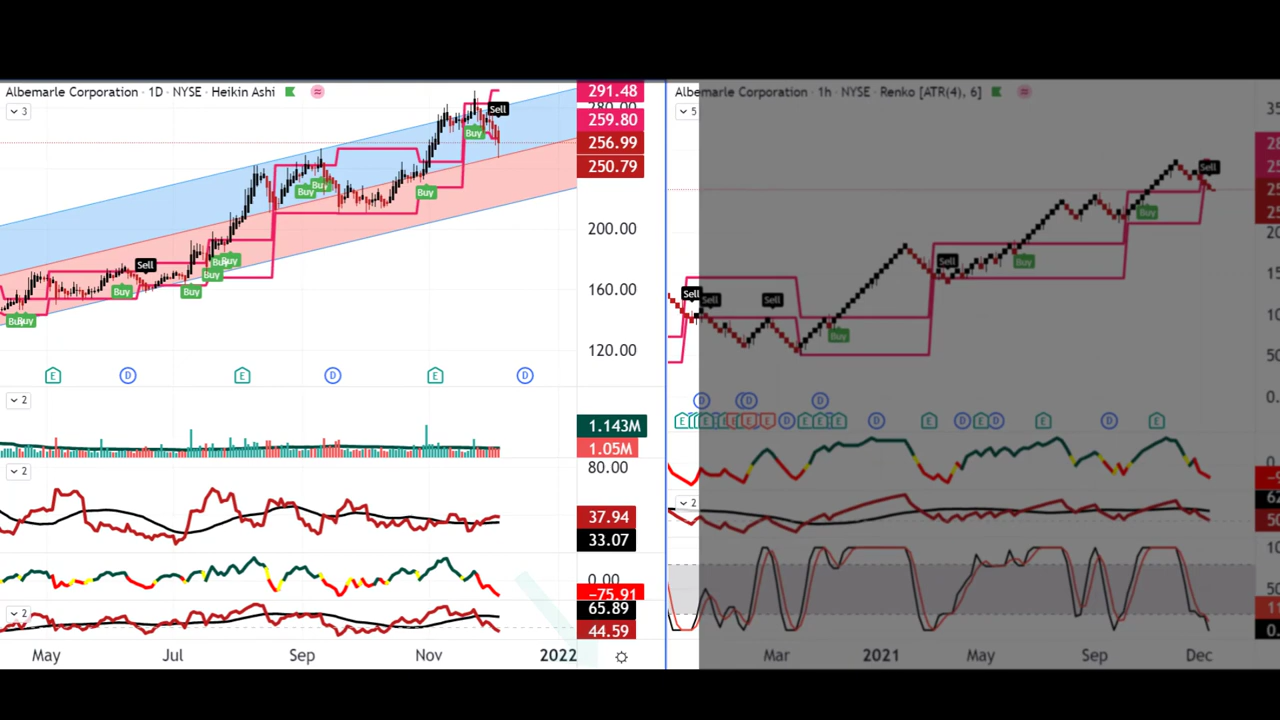 Albemarle Corporation · 1D · NYSE · Heikin Ashi
3
291.48
280.00
259.80
256.99
250.79
200.00
160.00
120.00
Sell
Buy
Buy
Buy
Buy
Sell
Buy
Buy
Buy
Buy
Buy
Buy
Buy
E D E D E D
2
1.143M
1.05M
2
80.00
37.94
33.07
0.00
−75.91
2
65.89
44.59
May Jul Sep Nov 2022
Albemarle Corporation · 1h · NYSE · Renko [ATR(4), 6]
5
Sell
Buy
Sell
Buy
Sell
Sell
Sell
Buy
D D D
E E E E E D E E D E D E D E
2
Mar 2021 May Sep Dec